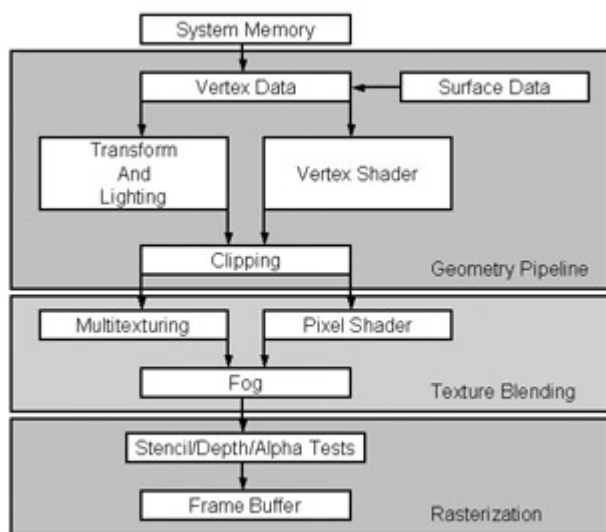 System Memory
Vertex Data
Surface Data
Transform
And
Lighting
Vertex Shader
Clipping
Geometry Pipeline
Multitexturing
Pixel Shader
Fog
Texture Blending
Stencil/Depth/Alpha Tests
Frame Buffer
Rasterization